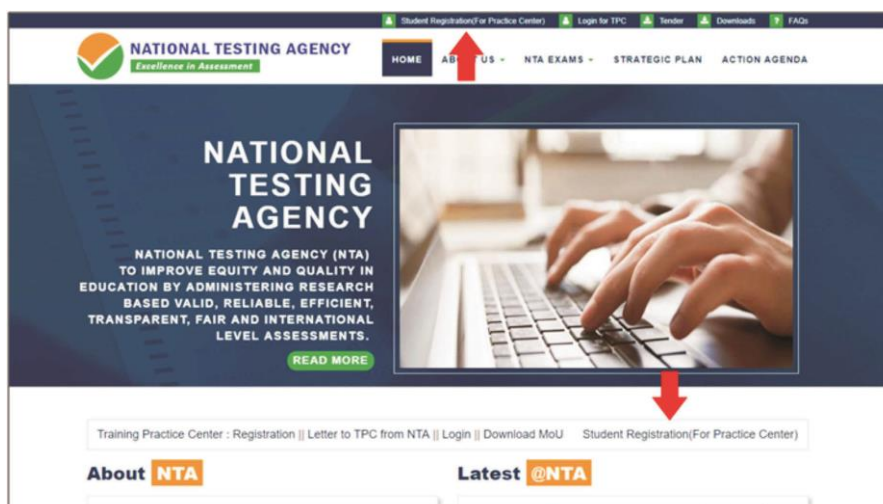 Student Registration(For Practice Center) Login for TPC Tender Downloads ? FAQs
NATIONAL TESTING AGENCY
Excellence in Assessment
HOME AB US NTA EXAMS STRATEGIC PLAN ACTION AGENDA
NATIONAL
TESTING
AGENCY
NATIONAL TESTING AGENCY (NTA)
TO IMPROVE EQUITY AND QUALITY IN
EDUCATION BY ADMINISTERING RESEARCH
BASED VALID, RELIABLE, EFFICIENT,
TRANSPARENT, FAIR AND INTERNATIONAL
LEVEL ASSESSMENTS.
READ MORE
Training Practice Center : Registration || Letter to TPC from NTA || Login || Download MoU Student Registration(For Practice Center)
About NTA
Latest @NTA